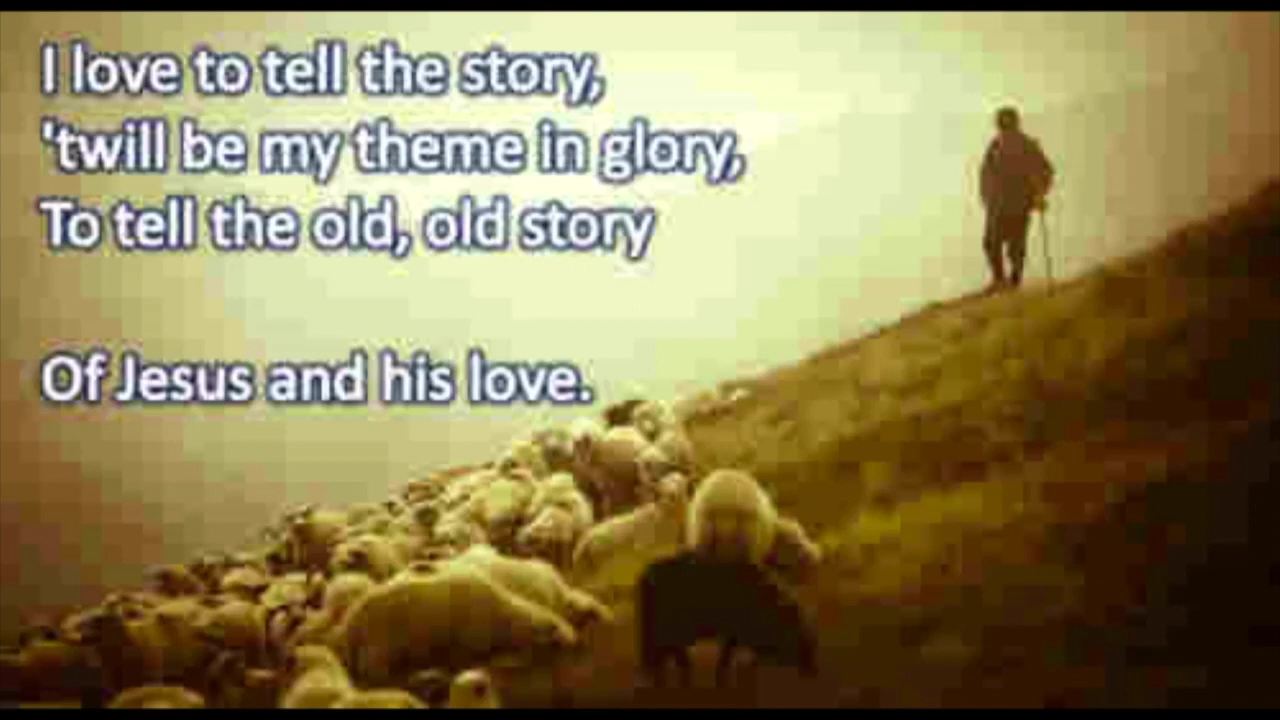 I love to tell the story,
'twill be my theme in glory,
To tell the old, old story
Of Jesus and his love.